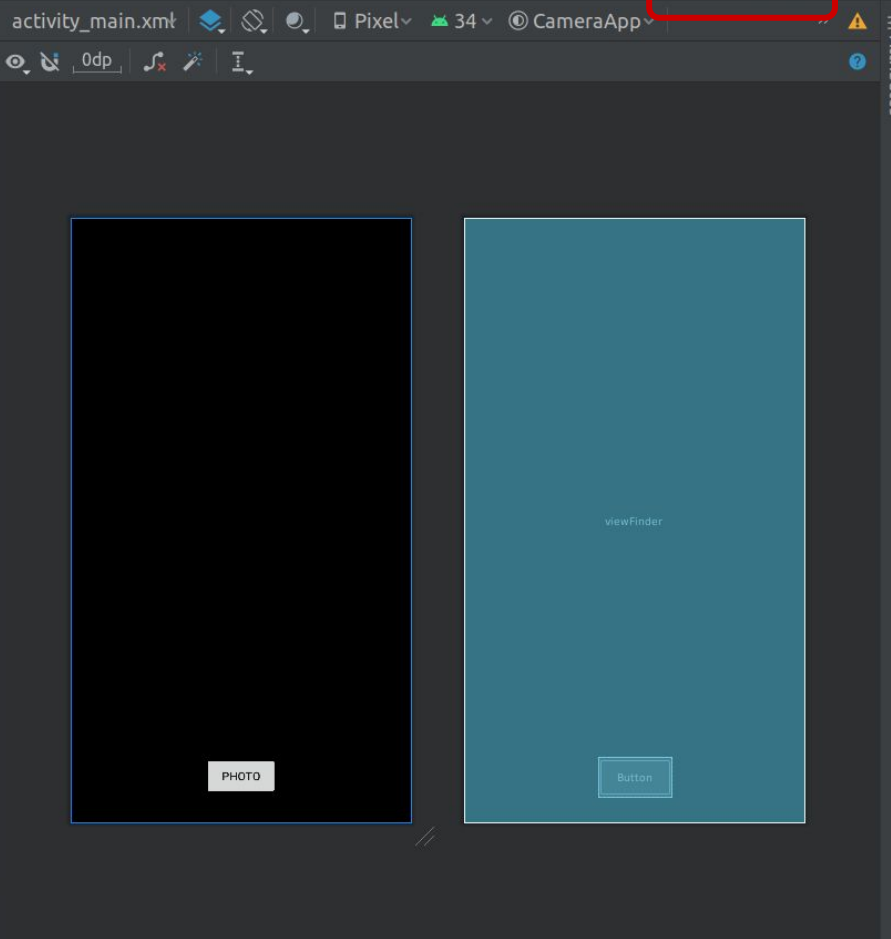 activity_main.xml Pixel 34 CameraApp »
0dp ?
viewFinder
PHOTO
Button